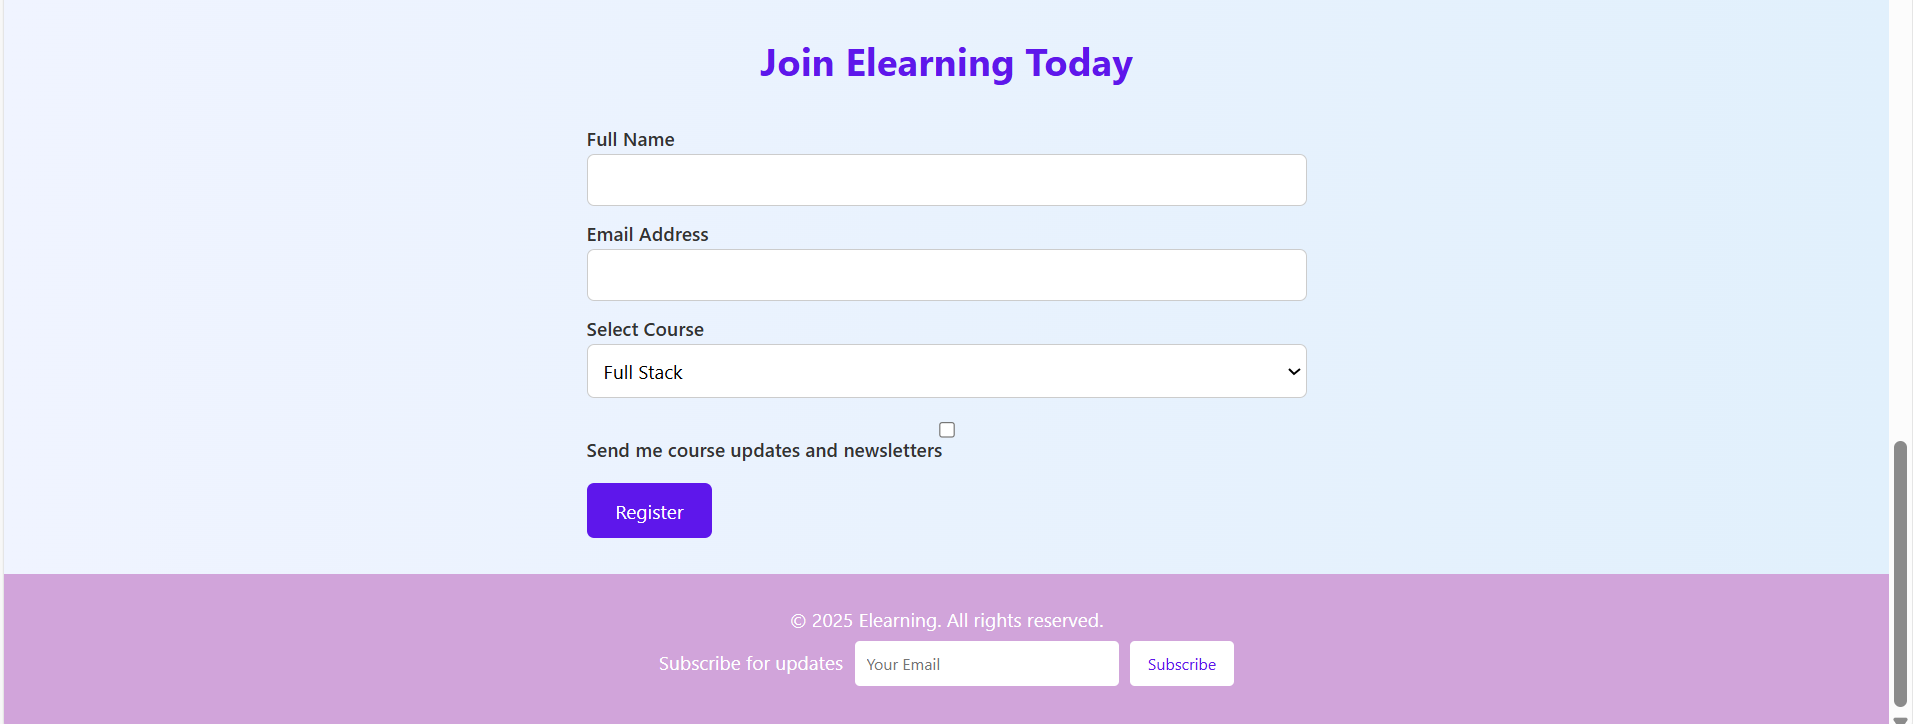 Join Elearning Today
Full Name
Email Address
Select Course
Full Stack
Send me course updates and newsletters
Register
© 2025 Elearning. All rights reserved.
Subscribe for updates Your Email Subscribe